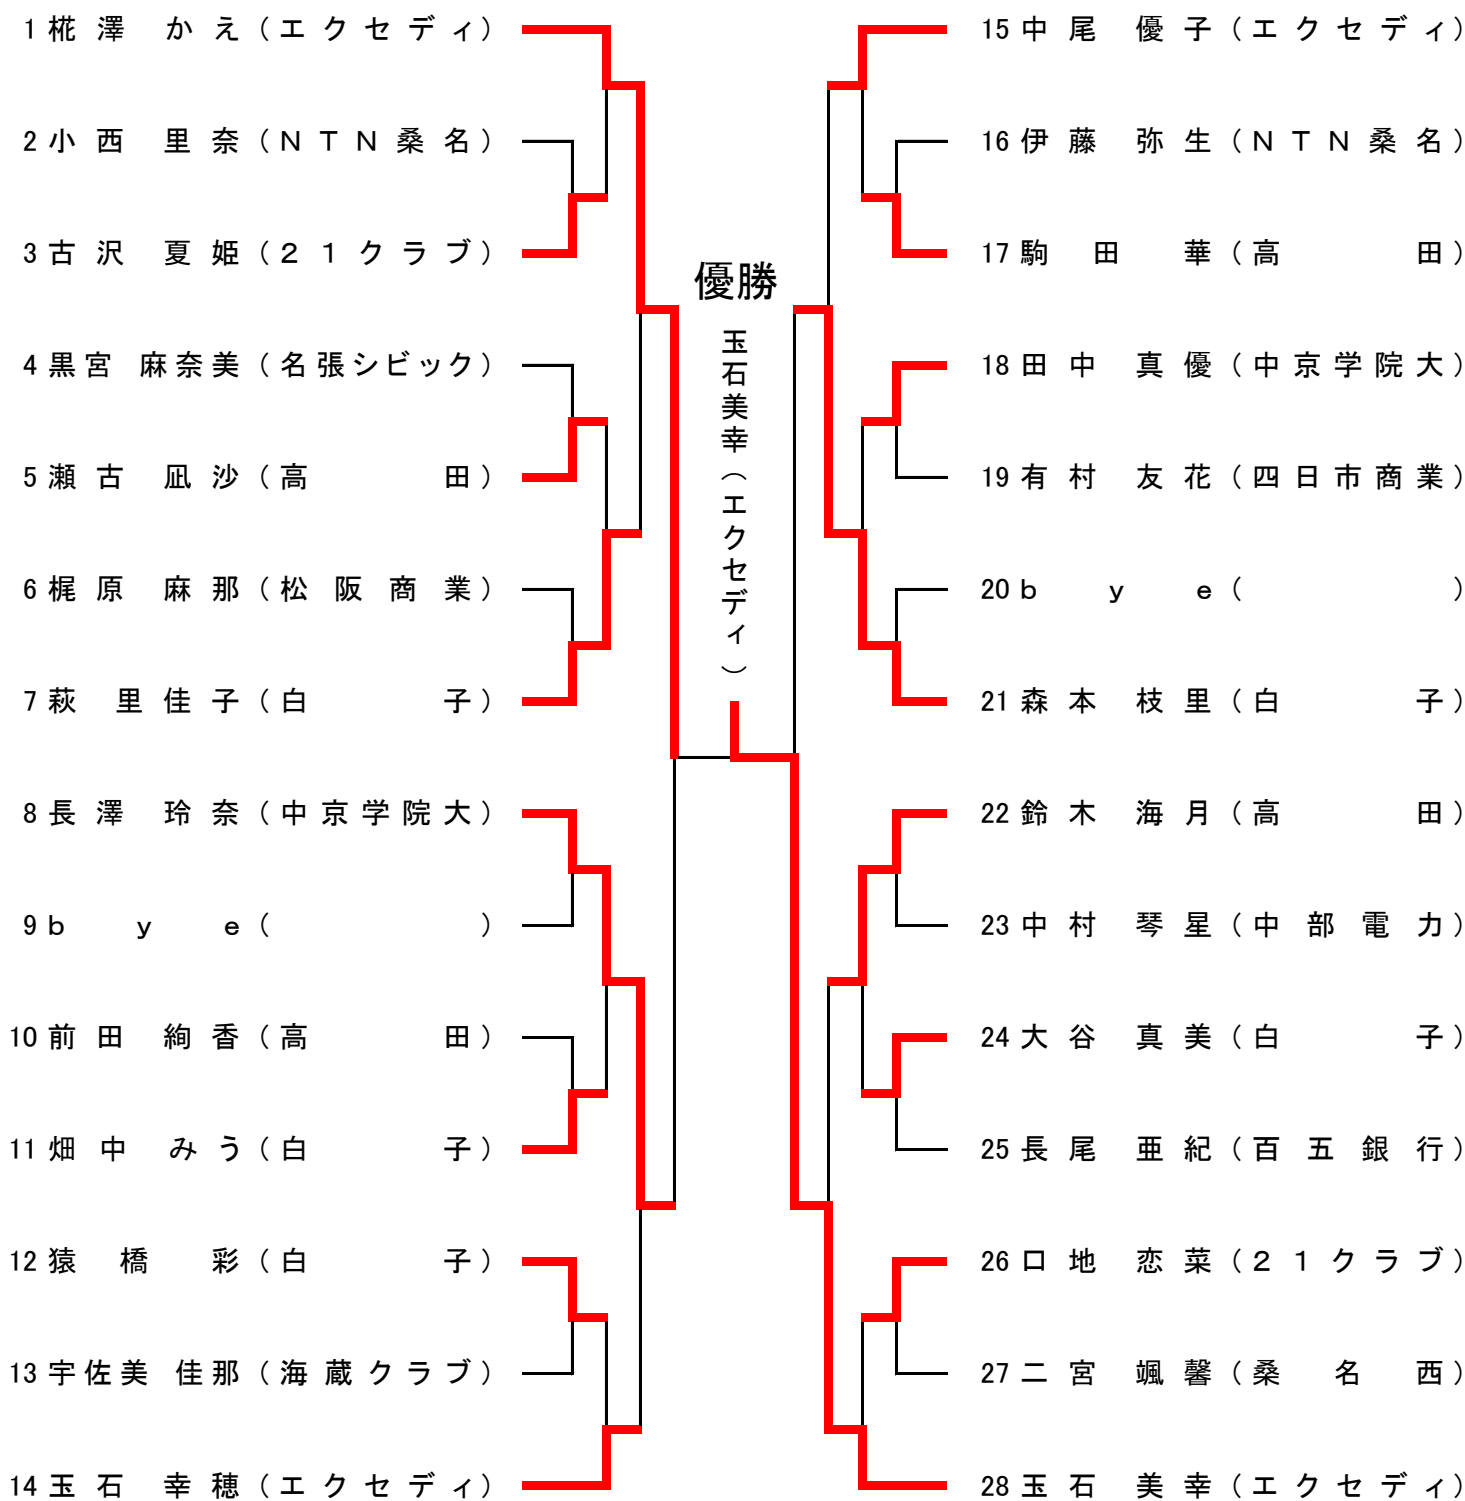 1 椛澤 かえ（エクセディ）
2 小西 里奈（ＮＴＮ桑名）
3 古沢 夏姫（２１クラブ）
4 黒宮 麻奈美（名張シビック）
5 瀬古 凪沙（高田）
6 梶原 麻那（松阪商業）
7 萩 里佳子（白子）
8 長澤 玲奈（中京学院大）
9 ｂｙｅ（ ）
10 前田 絢香（高田）
11 畑中 みう（白子）
12 猿橋 彩（白子）
13 宇佐美 佳那（海蔵クラブ）
14 玉石 幸穂（エクセディ）
優勝
玉石美幸（エクセディ）
15 中尾 優子（エクセディ）
16 伊藤 弥生（ＮＴＮ桑名）
17 駒田 華（高田）
18 田中 真優（中京学院大）
19 有村 友花（四日市商業）
20 ｂｙｅ（ ）
21 森本 枝里（白子）
22 鈴木 海月（高田）
23 中村 琴星（中部電力）
24 大谷 真美（白子）
25 長尾 亜紀（百五銀行）
26 口地 恋菜（２１クラブ）
27 二宮 颯馨（桑名西）
28 玉石 美幸（エクセディ）